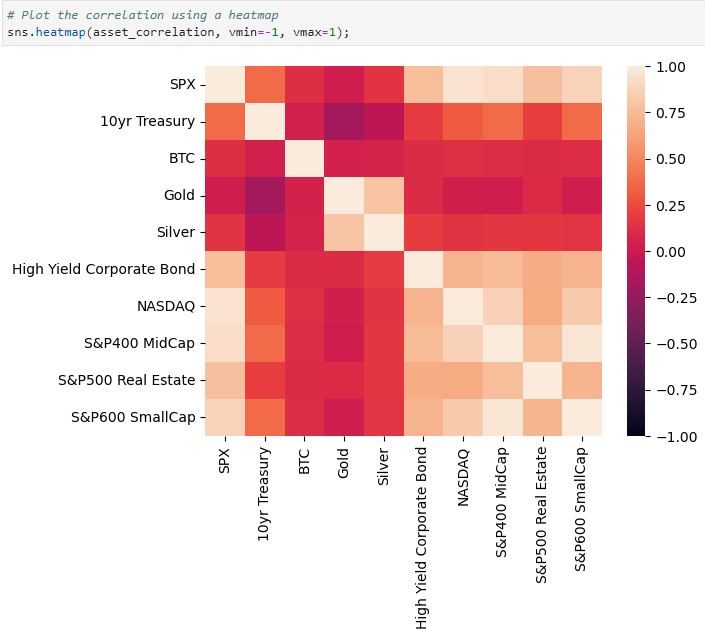 # Plot the correlation using a heatmap
sns.heatmap(asset_correlation, vmin=-1, vmax=1);
SPX
10yr Treasury
BTC
Gold
Silver
High Yield Corporate Bond
NASDAQ
S&P400 MidCap
S&P500 Real Estate
S&P600 SmallCap
SPX
10yr Treasury
BTC
Gold
Silver
High Yield Corporate Bond
NASDAQ
S&P400 MidCap
S&P500 Real Estate
S&P600 SmallCap
1.00
0.75
0.50
0.25
0.00
−0.25
−0.50
−0.75
−1.00